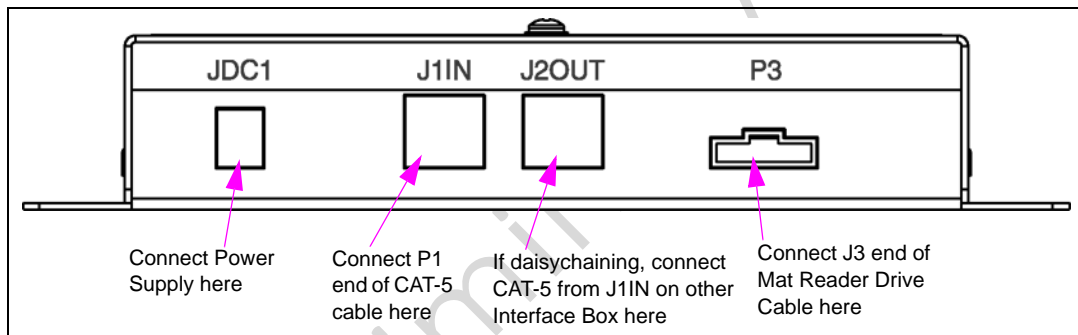 JDC1 J1IN J2OUT P3
Connect Power
Supply here
Connect P1
end of CAT-5
cable here
If daisychaining, connect
CAT-5 from J1IN on other
Interface Box here
Connect J3 end of
Mat Reader Drive
Cable here